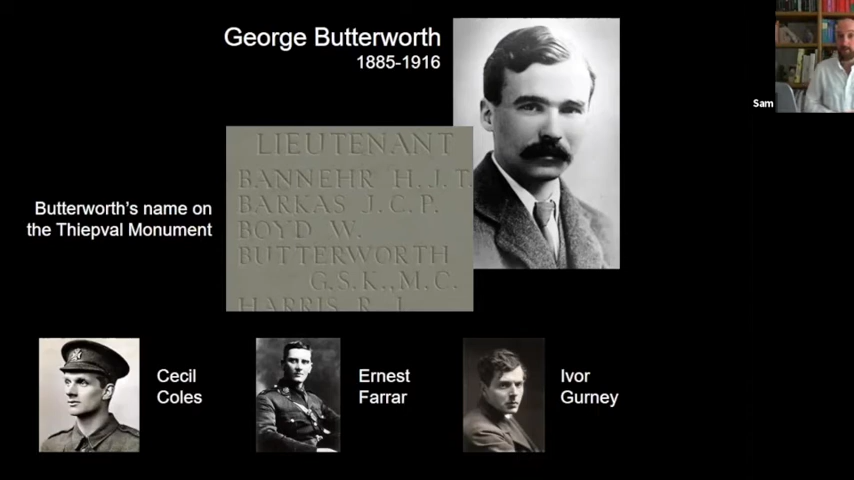 George Butterworth
1885-1916
Sam
LIEUTENANT
BANNEHR H.J.T.
BARKAS J.C.P.
BOYD W.
BUTTERWORTH
G.S.K.,M.C.
HARRIS R.
Butterworth's name on
the Thiepval Monument
Cecil
Coles
Ernest
Farrar
Ivor
Gurney